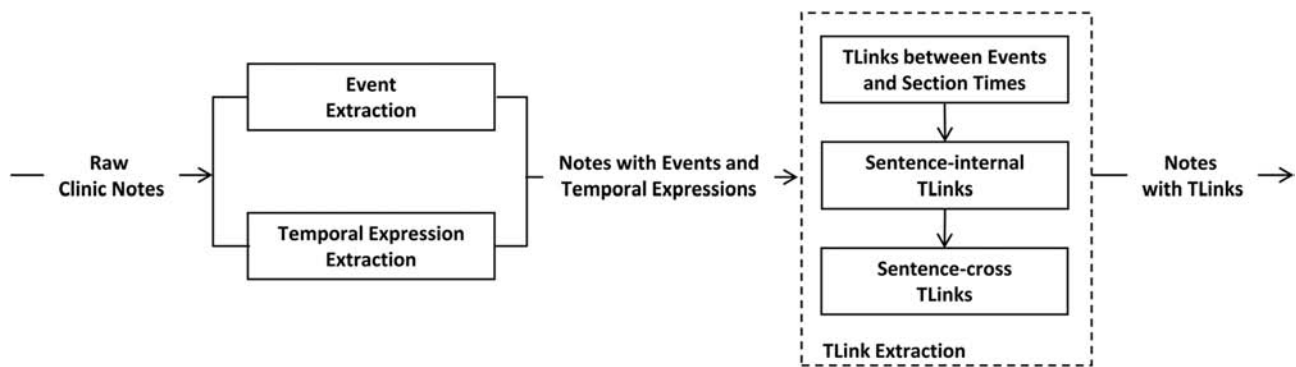 Raw
Clinic Notes
Event
Extraction
Temporal Expression
Extraction
Notes with Events and
Temporal Expressions
TLinks between Events
and Section Times
Sentence-internal
TLinks
Sentence-cross
TLinks
TLink Extraction
Notes
with TLinks